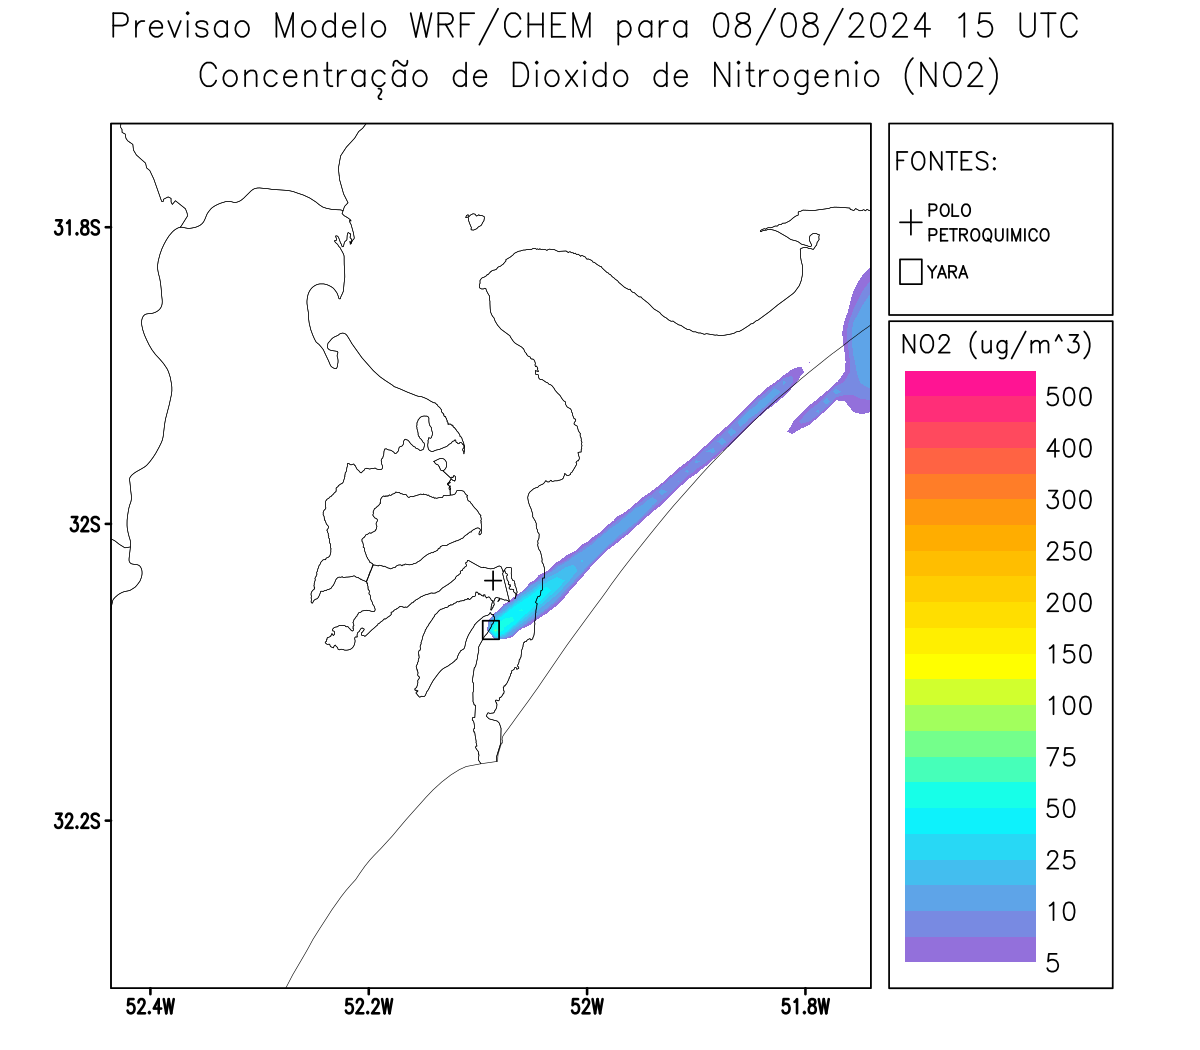 Previsao Modelo WRF/CHEM para 08/08/2024 15 UTC
Concentração de Dioxido de Nitrogenio (NO2)
FONTES:
POLO
PETROQUIMICO
YARA
NO2 (ug/m^3)
500
400
300
250
200
150
100
75
50
25
10
5
31.8S
32S
32.2S
52.4W
52.2W
52W
51.8W